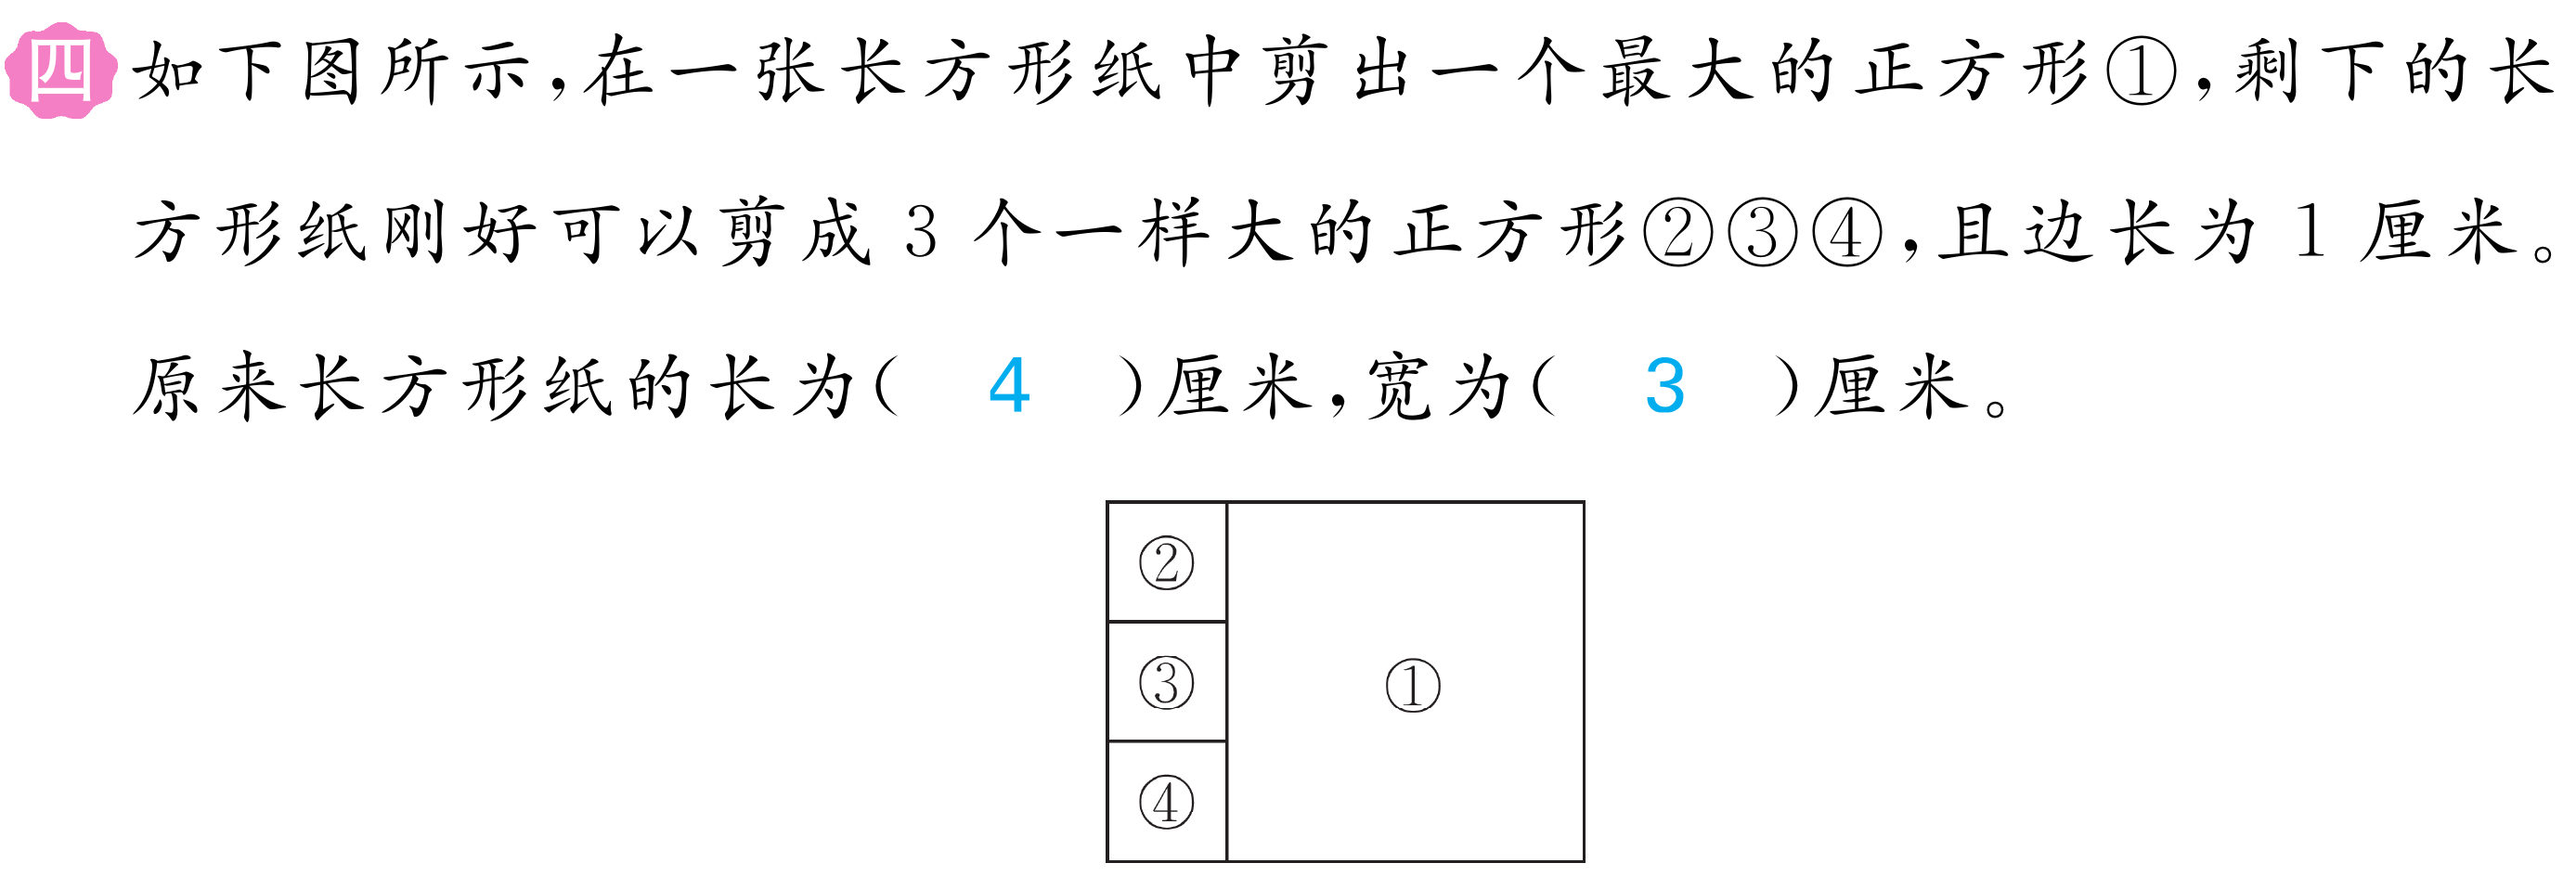 四 如下图所示,在一张长方形纸中剪出一个最大的正方形①,剩下的长
方形纸刚好可以剪成 3 个一样大的正方形②③④,且边长为 1 厘米。
原来长方形纸的长为( 4 )厘米,宽为( 3 )厘米。
②
③
①
④